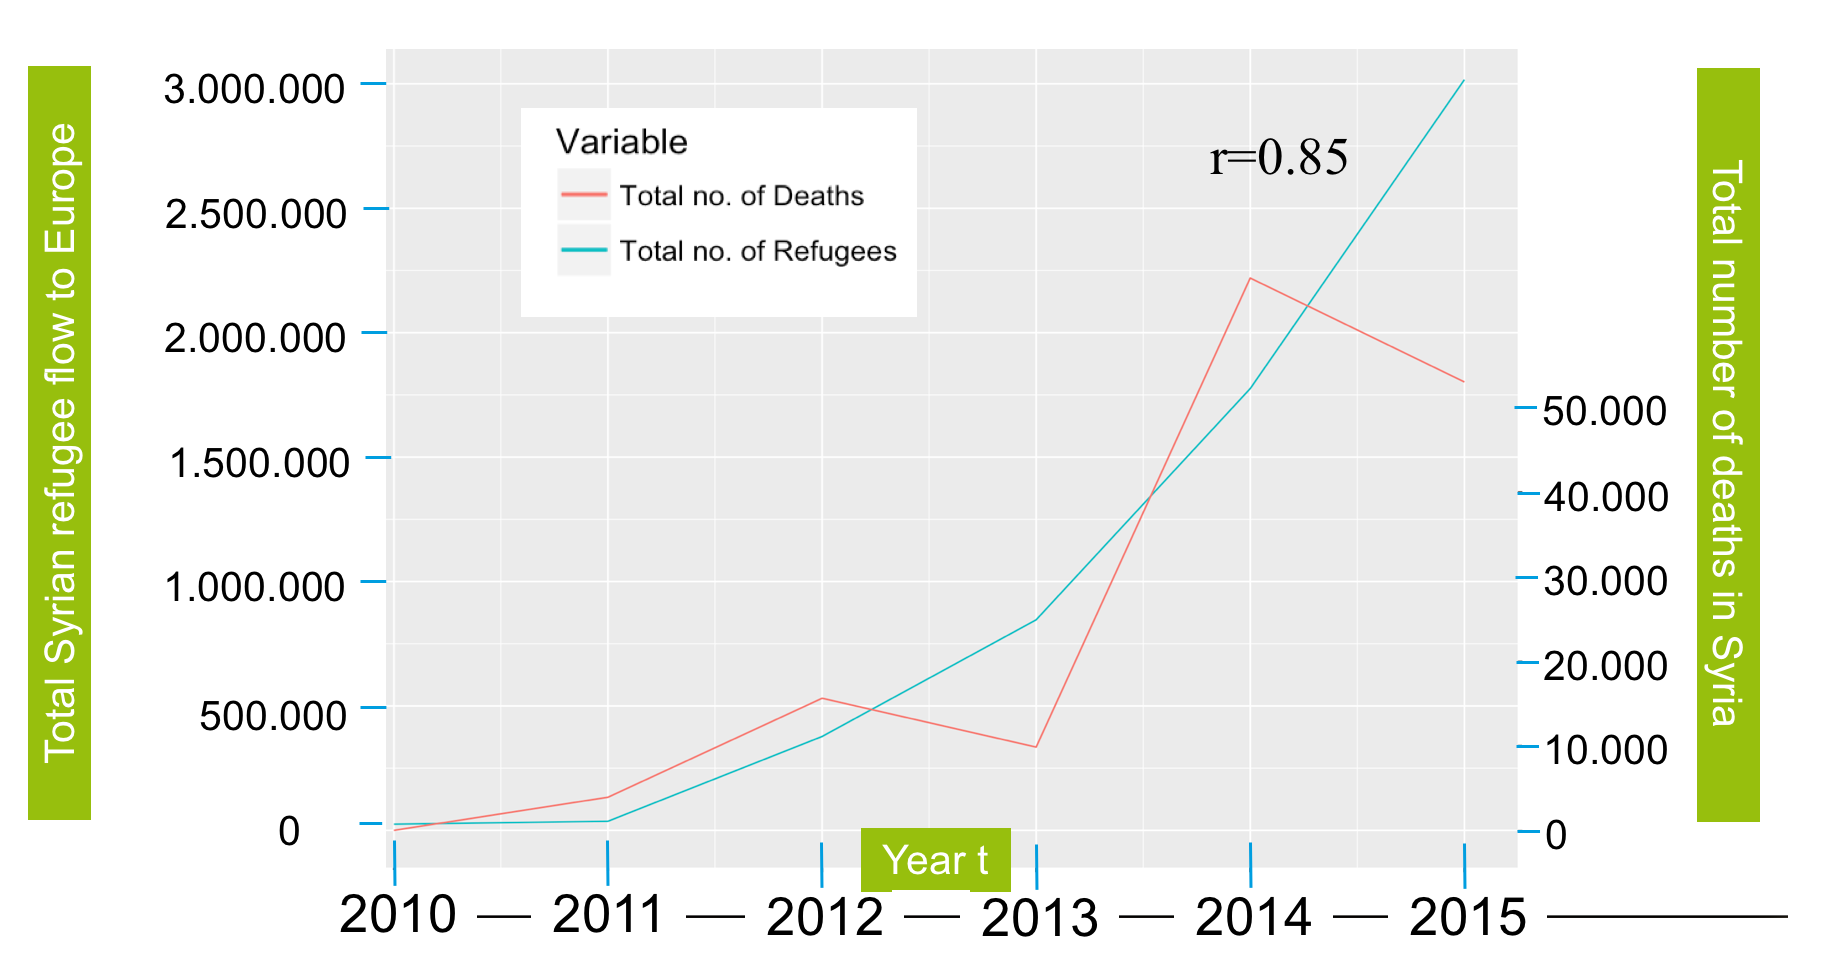 Total Syrian refugee flow to Europe
3.000.000
2.500.000
2.000.000
1.500.000
1.000.000
500.000
0
Variable
Total no. of Deaths
Total no. of Refugees
r=0.85
50.000
40.000
30.000
20.000
10.000
0
Total number of deaths in Syria
Year t
2010 — 2011 — 2012 — 2013 — 2014 — 2015